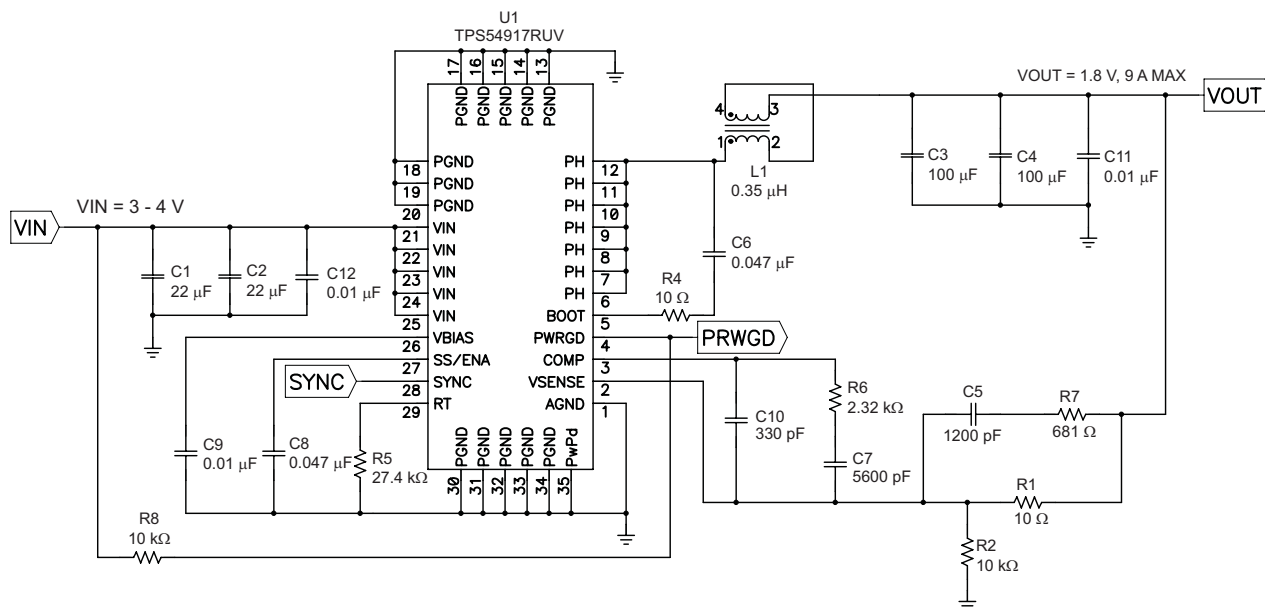 U1
TPS54917RUV
17
16
15
14
13
PGND
PGND
PGND
PGND
PGND
VOUT = 1.8 V, 9 A MAX
VOUT
4
3
1
2
L1
0.35 µH
C3
100 µF
C4
100 µF
C11
0.01 µF
VIN = 3 - 4 V
VIN
C1
22 µF
C2
22 µF
C12
0.01 µF
18
PGND
19
PGND
20
PGND
21
VIN
22
VIN
23
VIN
24
VIN
25
VIN
26
VBIAS
27
SS/ENA
28
SYNC
29
RT
PH
12
PH
11
PH
10
PH
9
PH
8
PH
7
PH
6
BOOT
5
PWRGD
4
COMP
3
VSENSE
2
AGND
1
C6
0.047 µF
R4
10 Ω
PRWGD
SYNC
C9
0.01 µF
C8
0.047 µF
R5
27.4 kΩ
PGND
PGND
PGND
PGND
PGND
PwPd
30
31
32
33
34
35
C10
330 pF
R6
2.32 kΩ
C7
5600 pF
C5
1200 pF
R7
681 Ω
R1
10 Ω
R2
10 kΩ
R8
10 kΩ